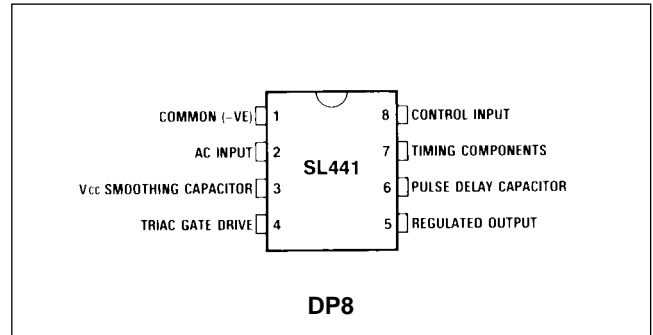 COMMON (-VE) 1 8 CONTROL INPUT
AC INPUT 2 7 TIMING COMPONENTS
SL441
Vcc SMOOTHING CAPACITOR 3 6 PULSE DELAY CAPACITOR
TRIAC GATE DRIVE 4 5 REGULATED OUTPUT
DP8